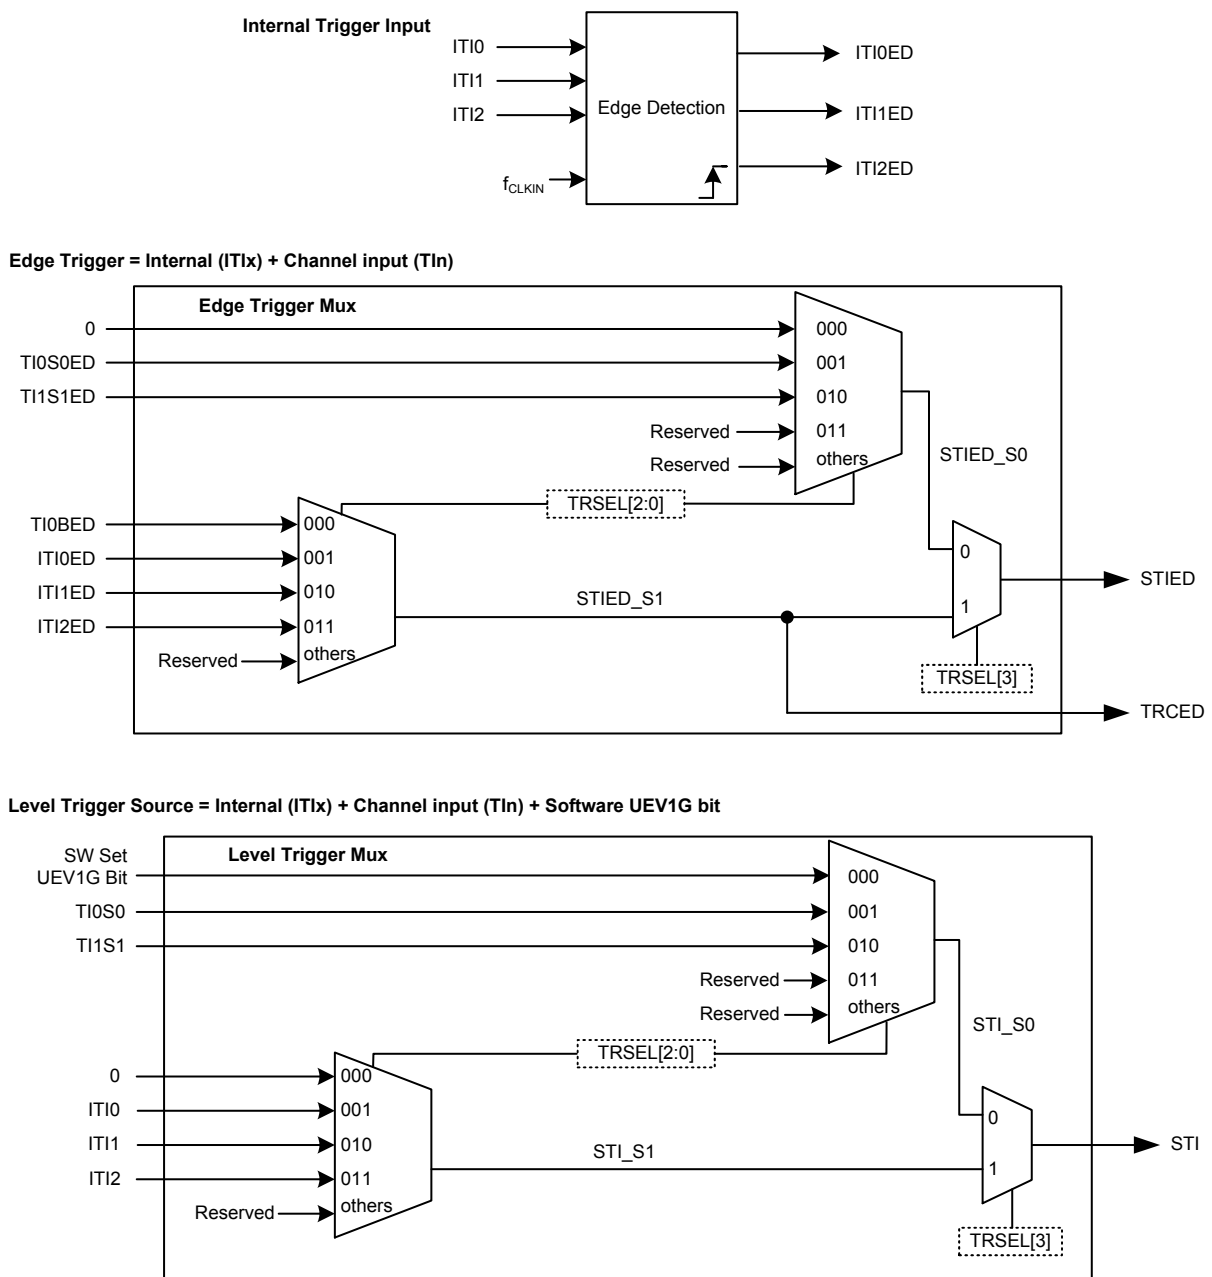 Internal Trigger Input
ITI0
ITI1
ITI2
fCLKIN
Edge Detection
ITI0ED
ITI1ED
ITI2ED
Edge Trigger = Internal (ITIx) + Channel input (TIn)
Edge Trigger Mux
0
TI0S0ED
TI1S1ED
Reserved
Reserved
000
001
010
011
others
STIED_S0
TRSEL[2:0]
TI0BED
ITI0ED
ITI1ED
ITI2ED
Reserved
000
001
010
011
others
STIED_S1
0
1
TRSEL[3]
STIED
TRCED
Level Trigger Source = Internal (ITIx) + Channel input (TIn) + Software UEV1G bit
Level Trigger Mux
SW Set
UEV1G Bit
TI0S0
TI1S1
Reserved
Reserved
000
001
010
011
others
STI_S0
TRSEL[2:0]
0
ITI0
ITI1
ITI2
Reserved
000
001
010
011
others
STI_S1
0
1
TRSEL[3]
STI